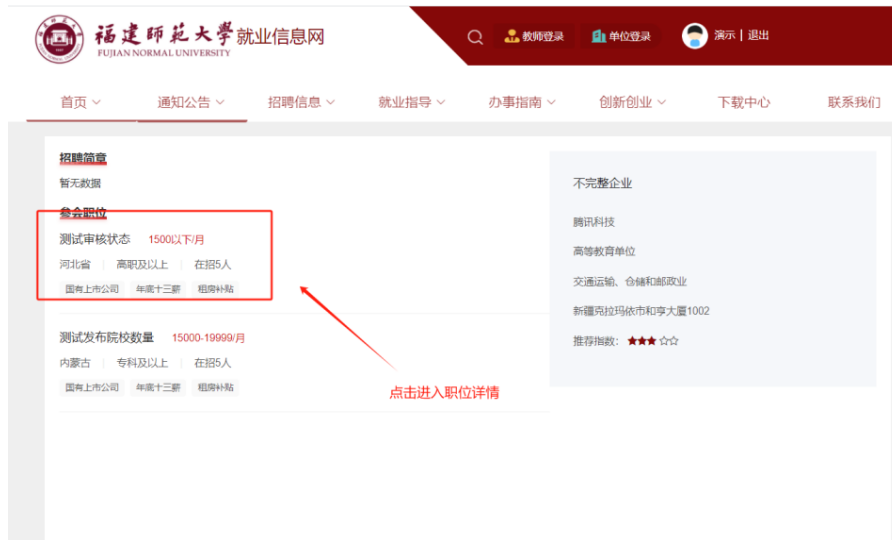 福建师范大学就业信息网
FUJIAN NORMAL UNIVERSITY
教师登录 单位登录 演示 | 退出
首页 通知公告 招聘信息 就业指导 办事指南 创新创业 下载中心 联系我们
招聘简章
暂无数据
参会职位
测试审核状态 1500以下/月
河北省 高职及以上 在招5人
国有上市公司 年底十三薪 租房补贴
测试发布院校数量 15000-19999/月
内蒙古 专科及以上 在招5人
国有上市公司 年底十三薪 租房补贴
点击进入职位详情
不完整企业
腾讯科技
高等教育单位
交通运输、仓储和邮政业
新疆克拉玛依市和亨大厦1002
推荐指数: ★★★☆☆